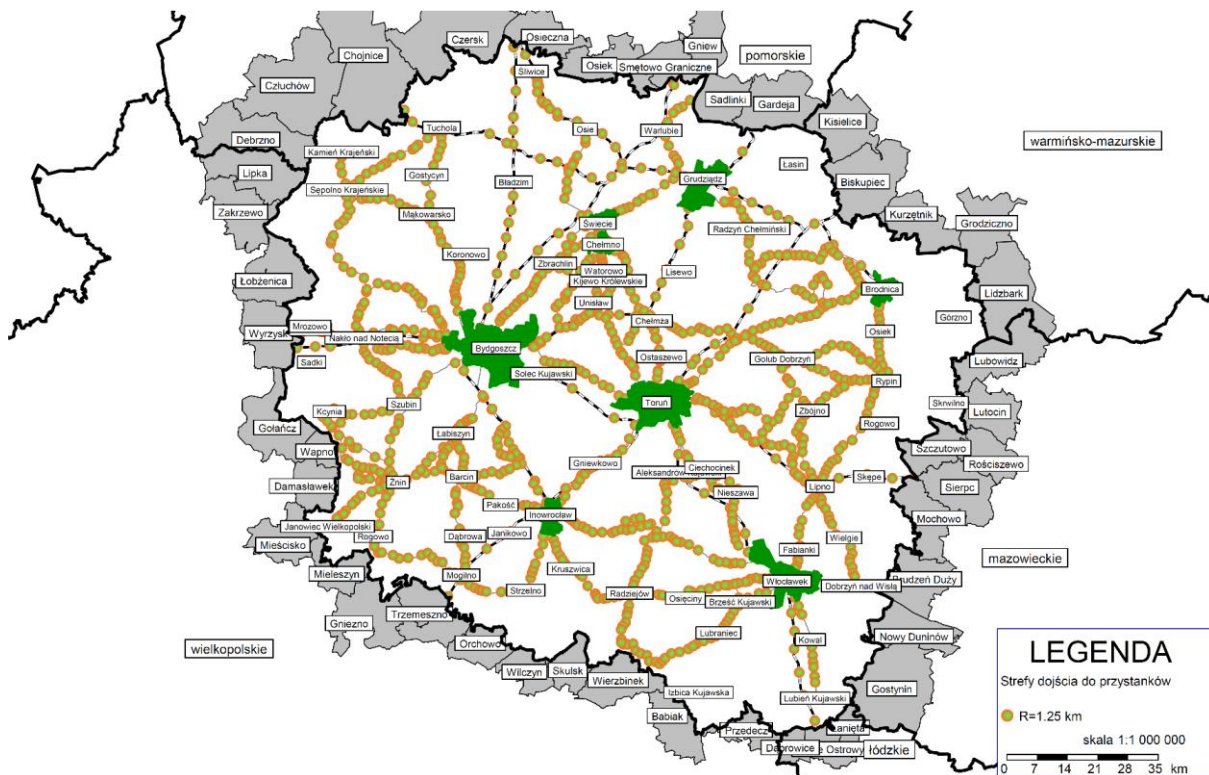 Czersk
Osieczna
Gniew
Chojnice
Osiek
Smętowo Graniczne
pomorskie
Śliwice
Człuchów
Sadlinki
Gardeja
Kisielice
Tuchola
Osie
Warlubie
Debrzno
Kamień Krajeński
warmińsko-mazurskie
Łasin
Lipka
Gostycyn
Bładzim
Grudziądz
Biskupiec
Sępolno Krajeńskie
Zakrzewo
Mąkowarsko
Świecie
Radzyń Chełmiński
Kurzętnik
Grodziczno
Chełmno
Koronowo
Zbrachlin
Watorowo
Lisewo
Łobżenica
Kijewo Królewskie
Brodnica
Lidzbark
Unisław
Chełmża
Górzno
Mrozowo
Wyrzysk
Nakło nad Notecią
Osiek
Bydgoszcz
Ostaszewo
Golub Dobrzyń
Lubowidz
Sadki
Solec Kujawski
Rypin
Toruń
Skrwilno
Kcynia
Szubin
Zbójno
Lutocin
Gołańcz
Łabiszyn
Rogowo
Wapno
Szczutowo
Gniewkowo
Ciechocinek
Rościszewo
Aleksandrów Kujawski
Barcin
Skępe
Żnin
Lipno
Sierpc
Damasławek
Nieszawa
Pakość
Inowrocław
Mochowo
Janowiec Wielkopolski
Rogowo
Dąbrowa
Janikowo
Wielgie
Mieścisko
Fabianki
mazowieckie
Mieleszyn
Mogilno
Kruszwica
Włocławek
Dobrzyń nad Wisłą
Brudzeń Duży
Strzelno
Radziejów
Osięciny
Brześć Kujawski
Trzemeszno
Gniezno
Lubraniec
Kowal
Nowy Duninów
Orchowo
wielkopolskie
Wilczyn
Skulsk
Wierzbinek
Izbica Kujawska
Lubień Kujawski
Gostynin
Babiak
Przedecz
Łanięta
Dąbrowice
Ostrowy
łódzkie
LEGENDA
Strefy dojścia do przystanków
R=1.25 km
skala 1:1 000 000
0 7 14 21 28 35 km